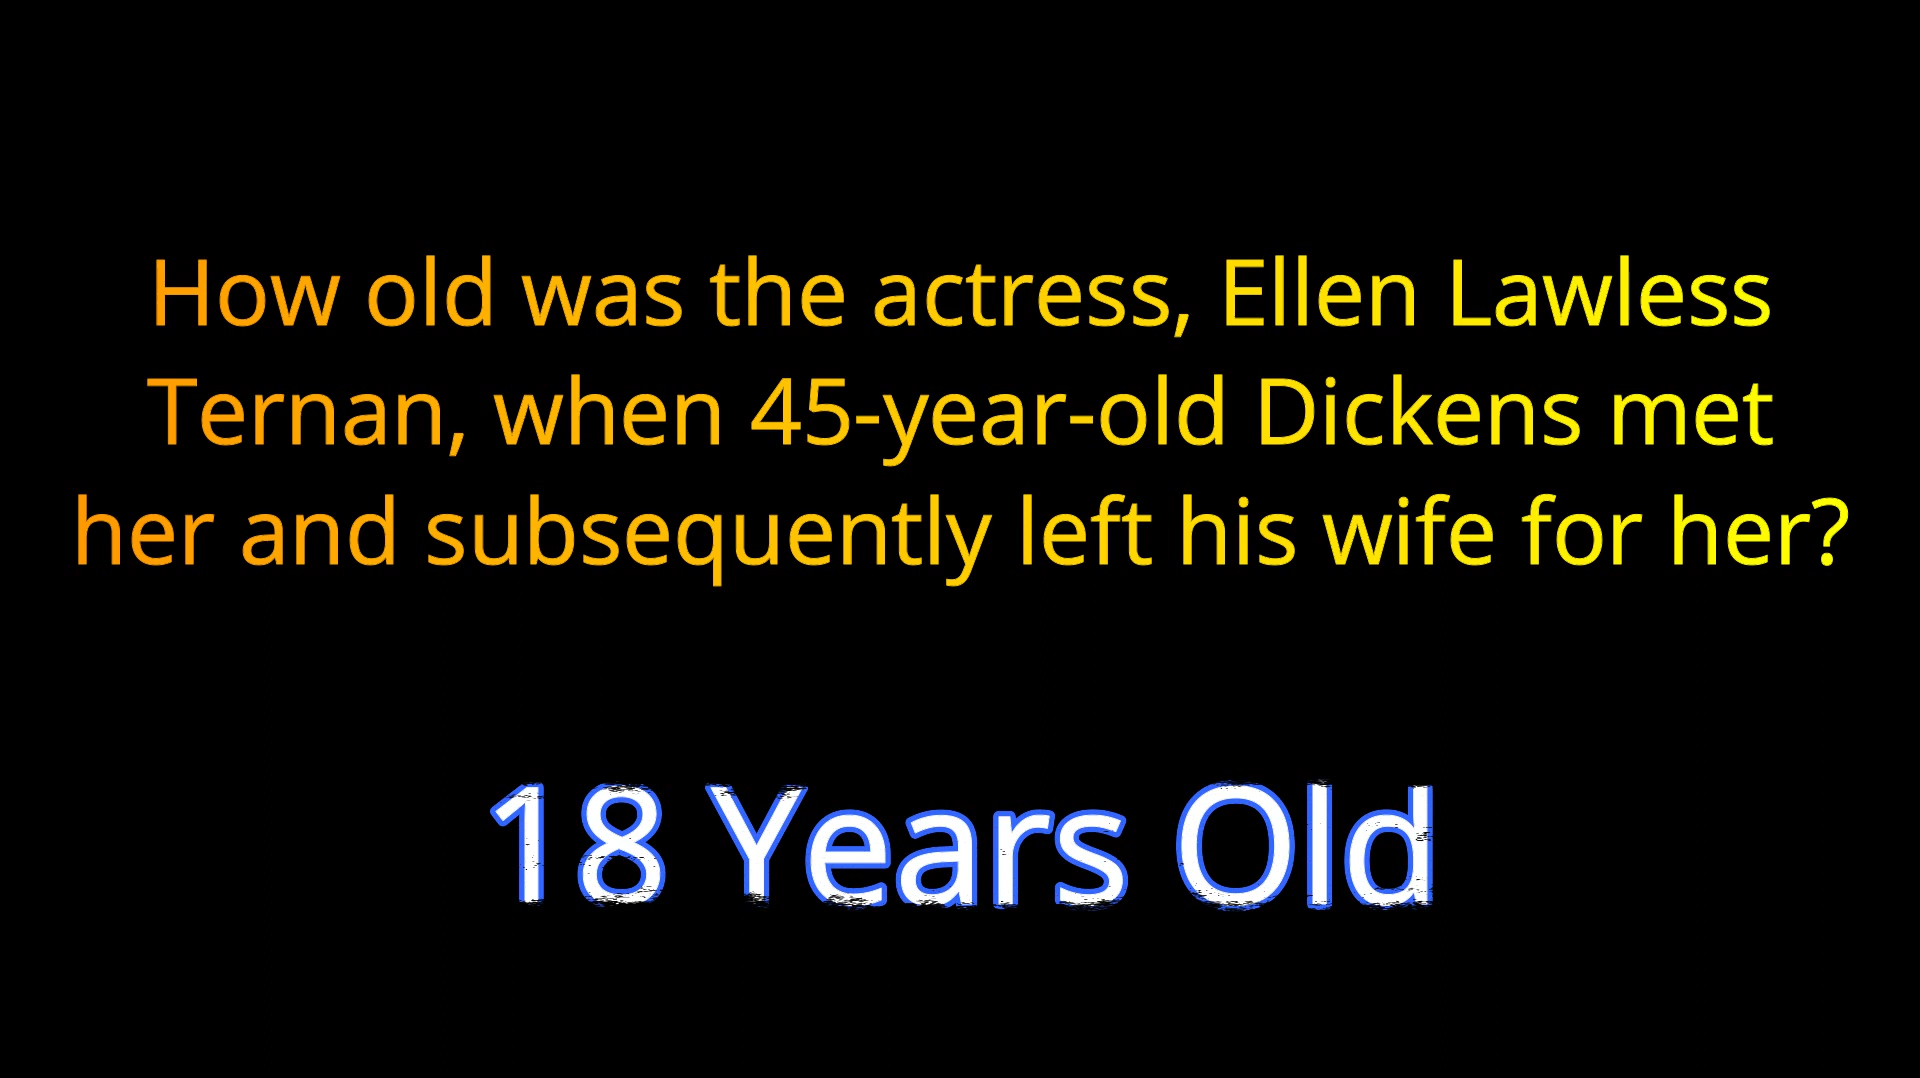 How old was the actress, Ellen Lawless
Ternan, when 45-year-old Dickens met
her and subsequently left his wife for her?
18 Years Old